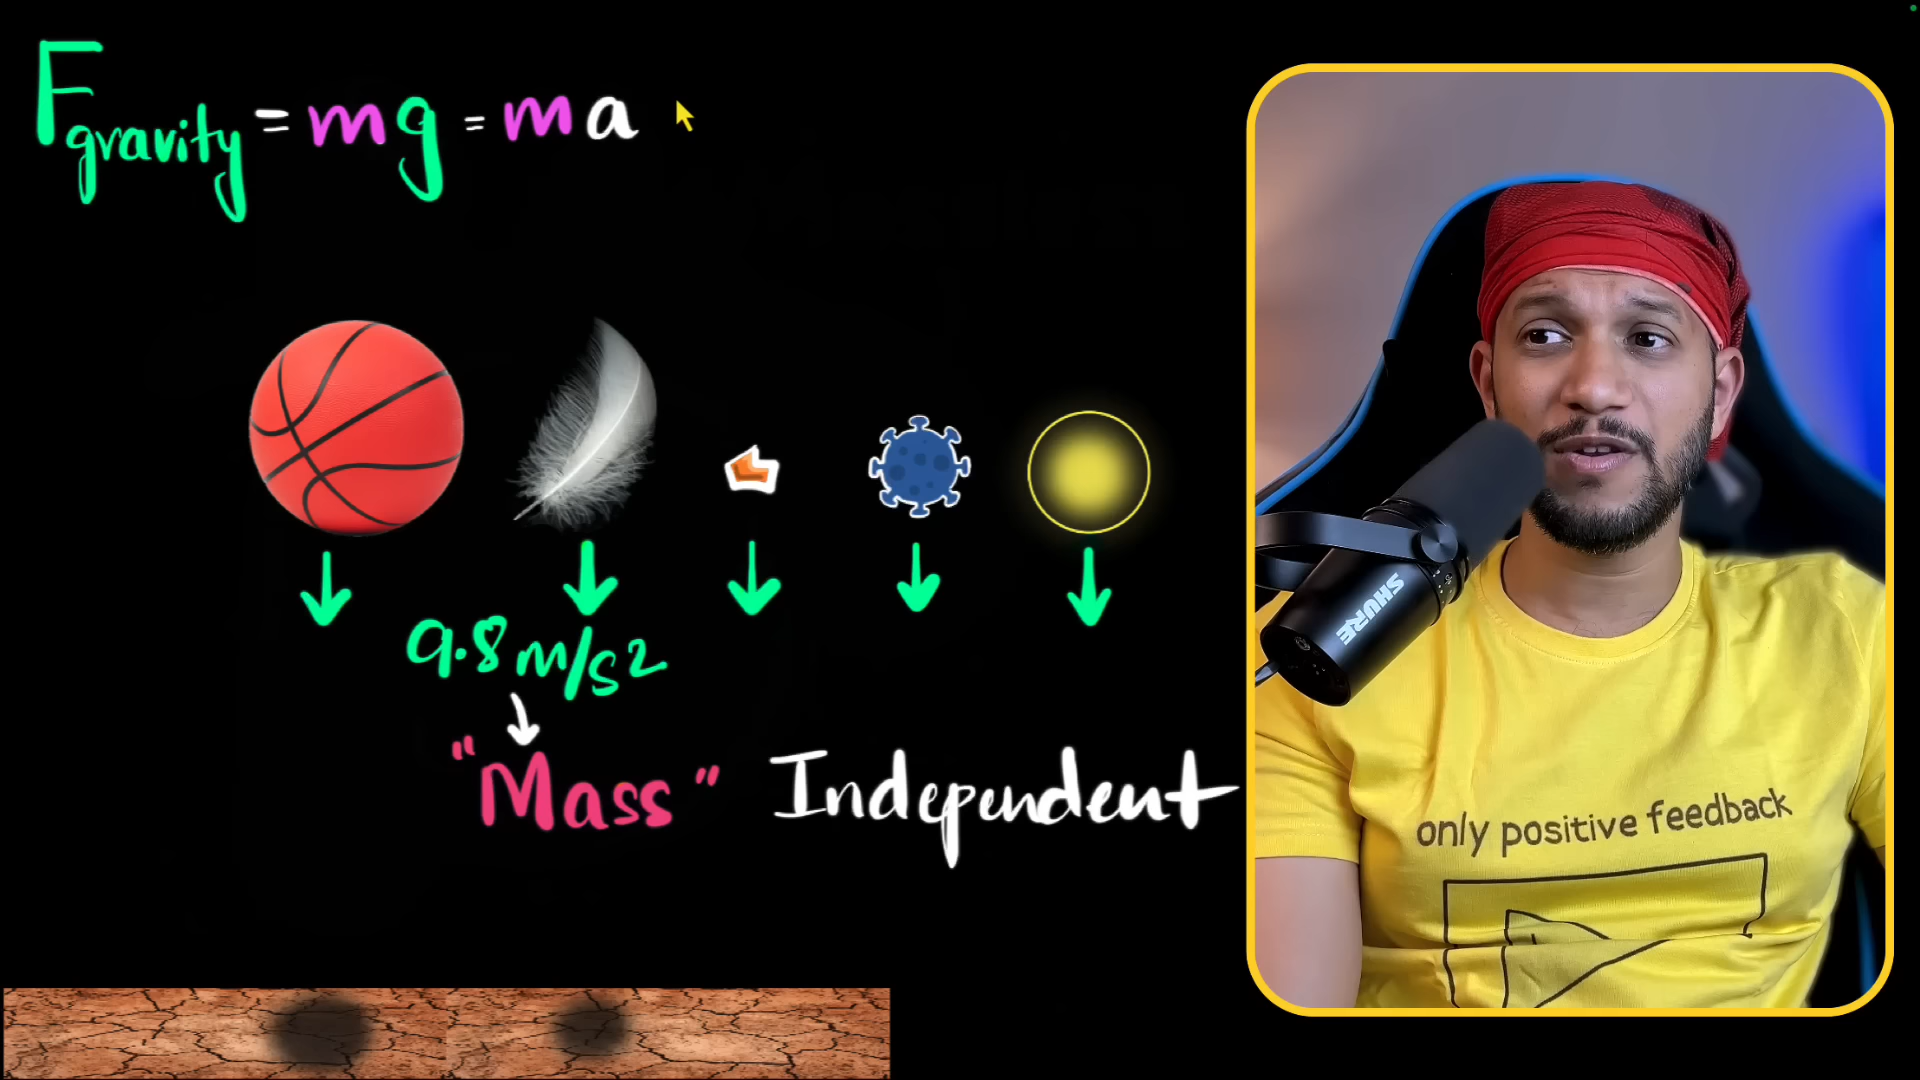 Fgravity = mg = ma
9.8 m/s2
"Mass" Independent
SHURE
only positive feedback